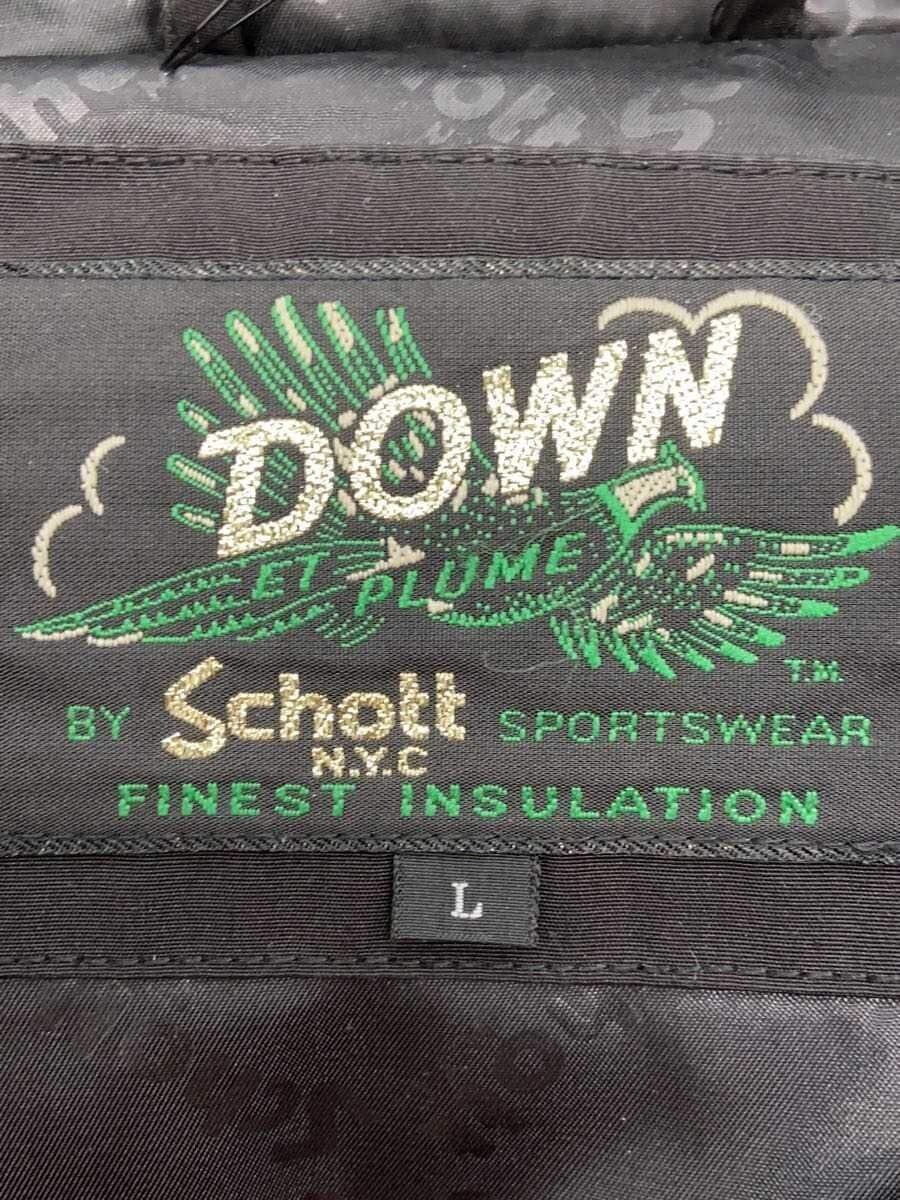 DOWN
ET PLUME
T.M.
BY Schott SPORTSWEAR
N.Y.C
FINEST INSULATION
L